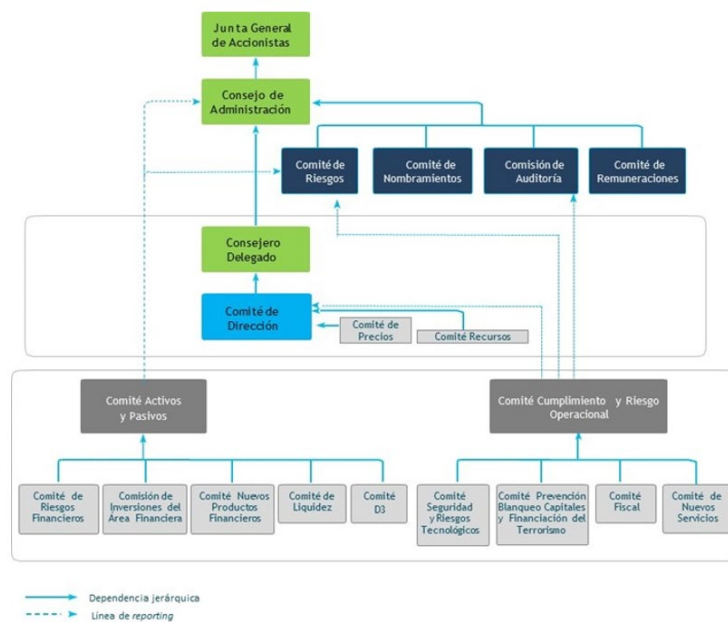 Junta General
de Accionistas
Consejo de
Administración
Comité de
Riesgos
Comité de
Nombramientos
Comisión de
Auditoría
Comité de
Remuneraciones
Consejero
Delegado
Comité de
Dirección
Comité de
Precios
Comité Recursos
Comité Activos
y Pasivos
Comité Cumplimiento y Riesgo
Operacional
Comité de
Riesgos
Financieros
Comisión de
Inversiones del
Área Financiera
Comité Nuevos
Productos
Financieros
Comité de
Liquidez
Comité
D3
Comité
Seguridad
y Riesgos
Tecnológicos
Comité Prevención
Blanqueo Capitales
y Financiación del
Terrorismo
Comité
Fiscal
Comité de
Nuevos
Servicios
Dependencia jerárquica
Línea de reporting